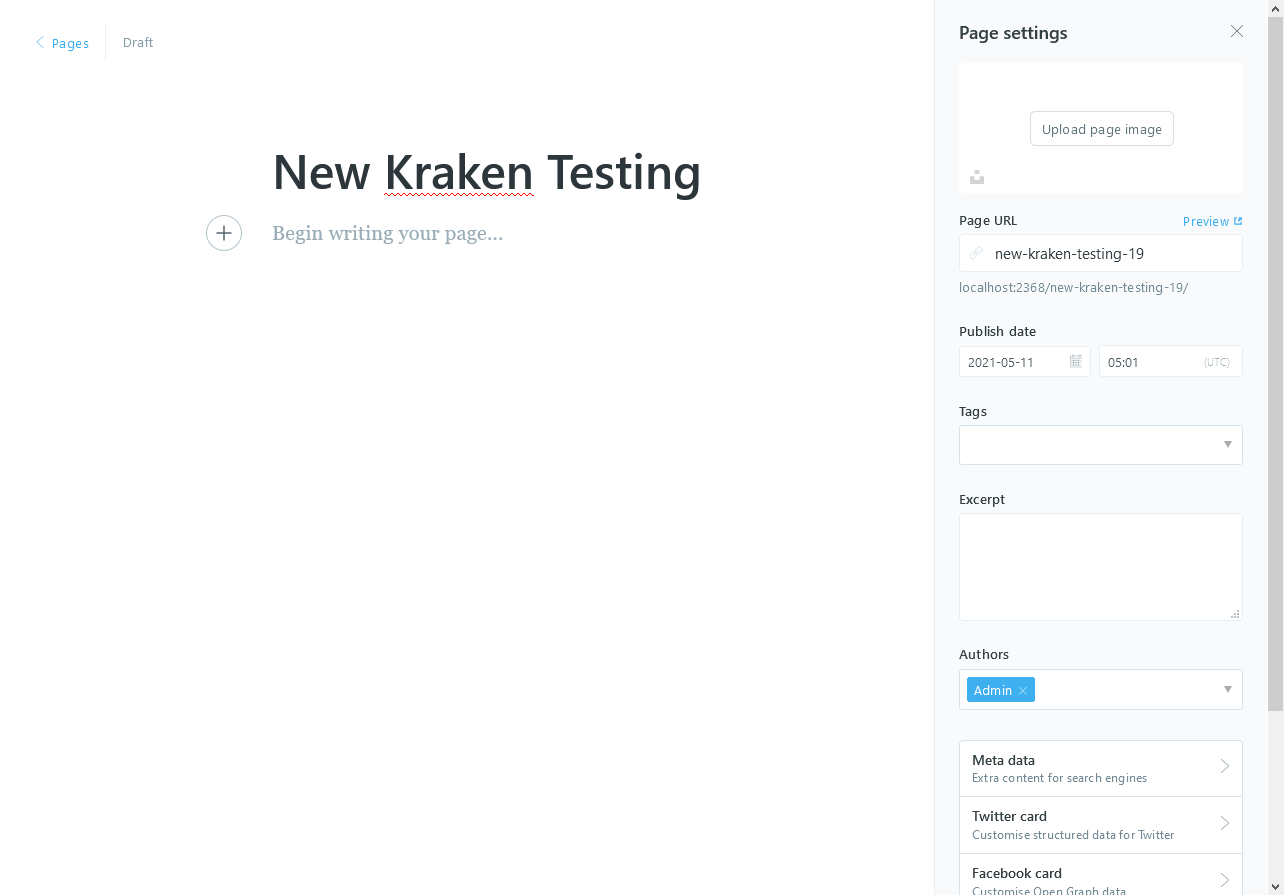 Pages
Draft
New Kraken Testing
Begin writing your page...
Page settings
Upload page image
Page URL
Preview
new-kraken-testing-19
localhost:2368/new-kraken-testing-19/
Publish date
2021-05-11
05:01
(UTC)
Tags
Excerpt
Authors
Admin
Meta data
Extra content for search engines
Twitter card
Customise structured data for Twitter
Facebook card
Customise Open Graph data